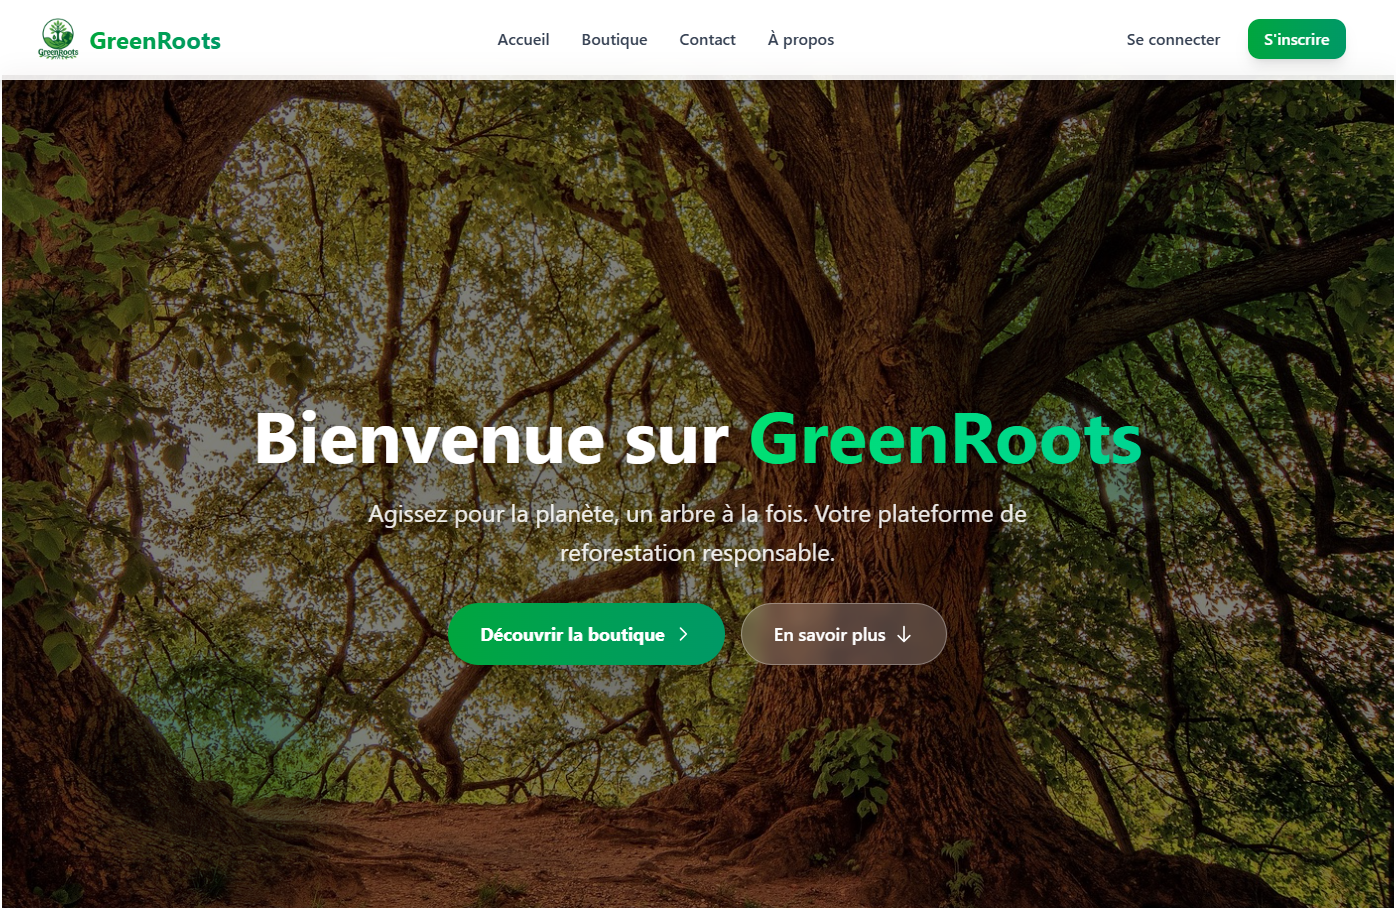 GreenRoots
GreenRoots
Accueil
Boutique
Contact
À propos
Se connecter
S'inscrire
Bienvenue sur GreenRoots
Agissez pour la planète, un arbre à la fois. Votre plateforme de
reforestation responsable.
Découvrir la boutique
En savoir plus